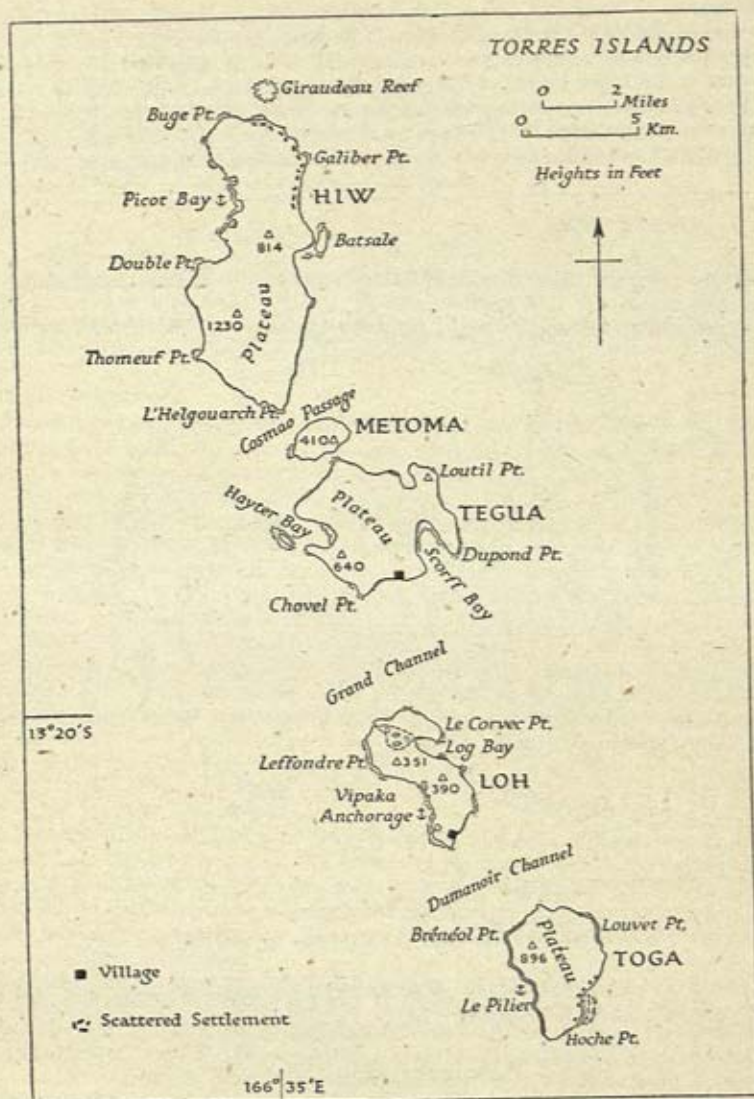 TORRES ISLANDS
0 2
Miles
0 5
Km.
Heights in Feet
Giraudeau Reef
Buge Pt.
Galiber Pt.
Picot Bay
HIW
814
Batsale
Double Pt.
Plateau
1230
Thomeuf Pt.
L'Helgouarch Pt.
Cosmao Passage
METOMA
410
Loutil Pt.
Plateau
TEGUA
Hayter Bay
640
Dupond Pt.
Scorff Bay
Chovel Pt.
Grand Channel
13°20'S
Le Corvec Pt.
Log Bay
Leffondre Pt.
351
390
LOH
Vipaka
Anchorage
Dumanoir Channel
Brénéol Pt.
Louvet Pt.
Plateau
896
TOGA
Le Pilier
Hoche Pt.
Village
Scattered Settlement
166°35'E